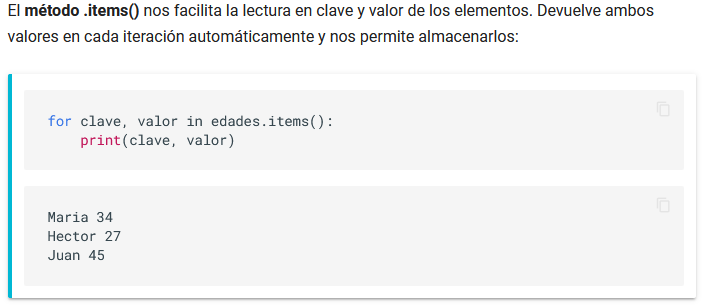 El método .items() nos facilita la lectura en clave y valor de los elementos. Devuelve ambos
valores en cada iteración automáticamente y nos permite almacenarlos:
for clave, valor in edades.items():
    print(clave, valor)
Maria 34
Hector 27
Juan 45